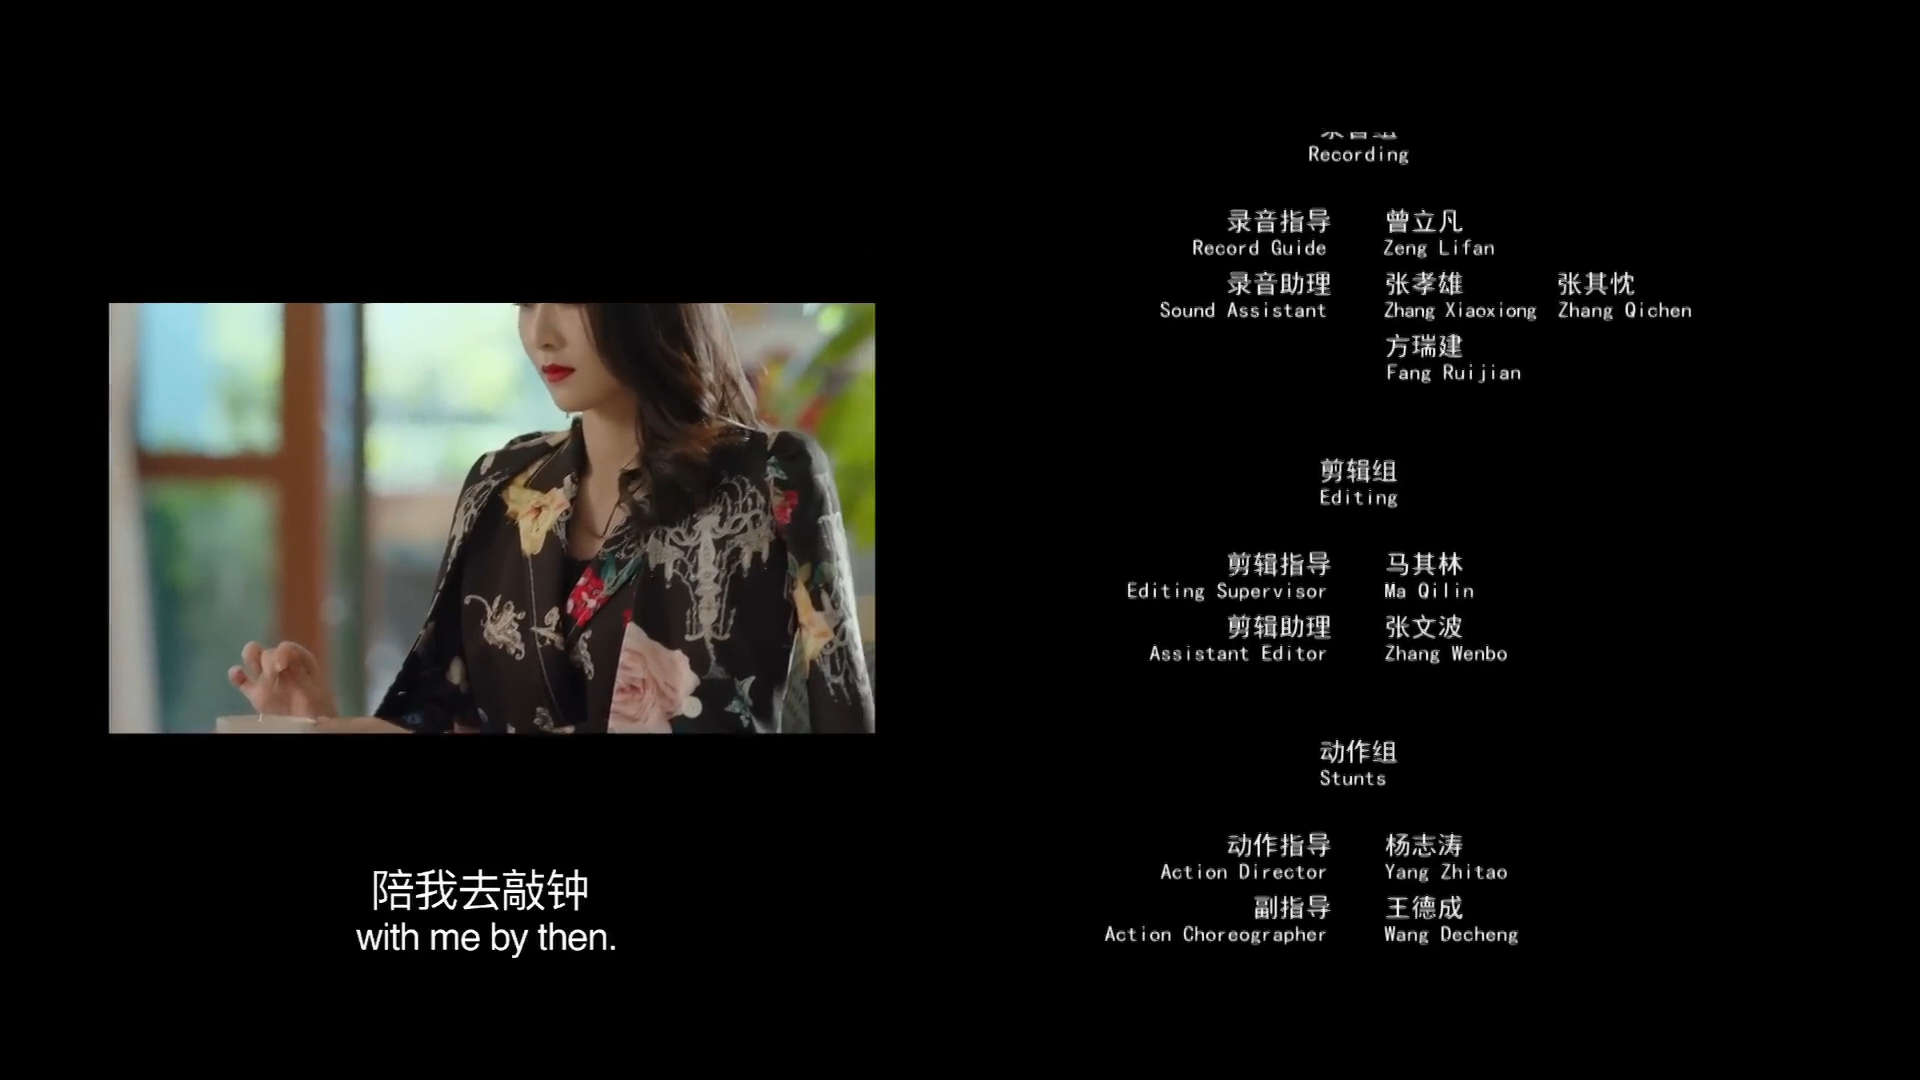 陪我去敲钟
with me by then.
Recording
录音指导 曾立凡
Record Guide Zeng Lifan
录音助理 张孝雄 张其忱
Sound Assistant Zhang Xiaoxiong Zhang Qichen
方瑞建
Fang Ruijian
剪辑组
Editing
剪辑指导 马其林
Editing Supervisor Ma Qilin
剪辑助理 张文波
Assistant Editor Zhang Wenbo
动作组
Stunts
动作指导 杨志涛
Action Director Yang Zhitao
副指导 王德成
Action Choreographer Wang Decheng